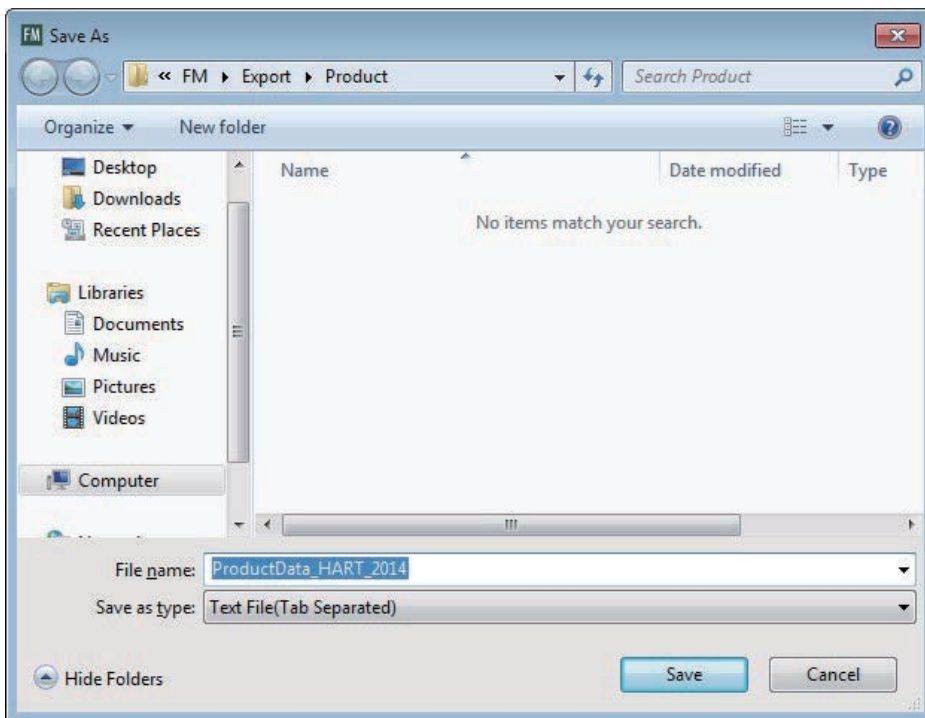 FM Save As
« FM ▸ Export ▸ Product Search Product
Organize New folder
Name Date modified Type
No items match your search.
Desktop
Downloads
Recent Places
Libraries
Documents
Music
Pictures
Videos
Computer
File name: ProductData_HART_2014
Save as type: Text File(Tab Separated)
Hide Folders Save Cancel